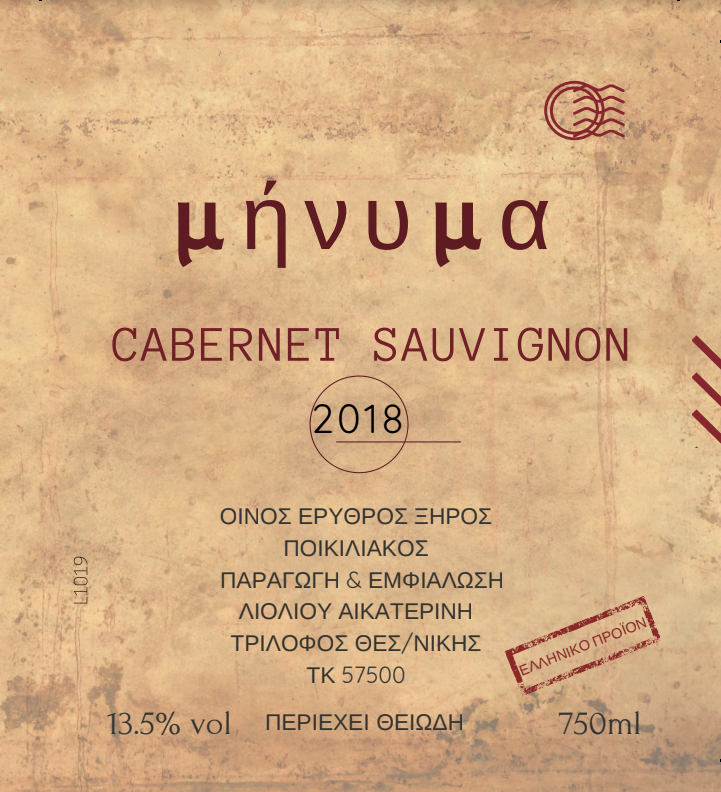 μήνυμα
CABERNET SAUVIGNON
2018
ΟΙΝΟΣ ΕΡΥΘΡΟΣ ΞΗΡΟΣ
ΠΟΙΚΙΛΙΑΚΟΣ
ΠΑΡΑΓΩΓΗ & ΕΜΦΙΑΛΩΣΗ
ΛΙΟΛΙΟΥ ΑΙΚΑΤΕΡΙΝΗ
ΤΡΙΛΟΦΟΣ ΘΕΣ/ΝΙΚΗΣ
ΤΚ 57500
L1019
ΕΛΛΗΝΙΚΟ ΠΡΟΪΟΝ
13.5% vol ΠΕΡΙΕΧΕΙ ΘΕΙΩΔΗ 750ml